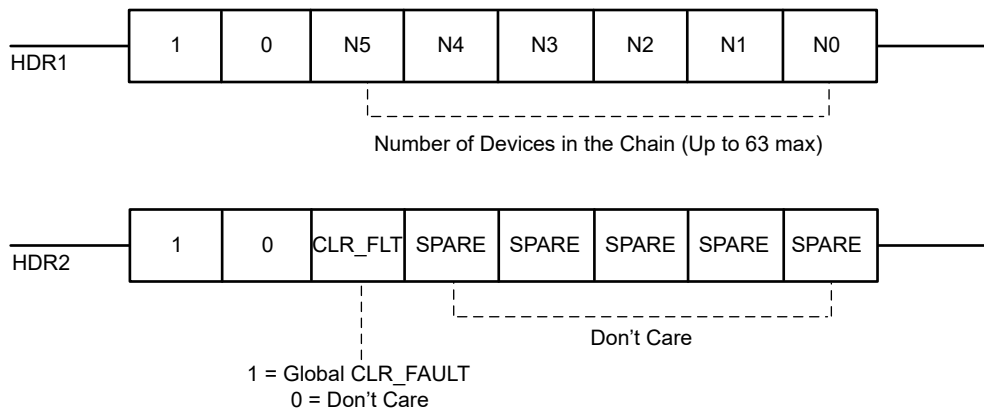 1 0 N5 N4 N3 N2 N1 N0
HDR1
Number of Devices in the Chain (Up to 63 max)
1 0 CLR_FLT SPARE SPARE SPARE SPARE SPARE
HDR2
Don’t Care
1 = Global CLR_FAULT
0 = Don’t Care